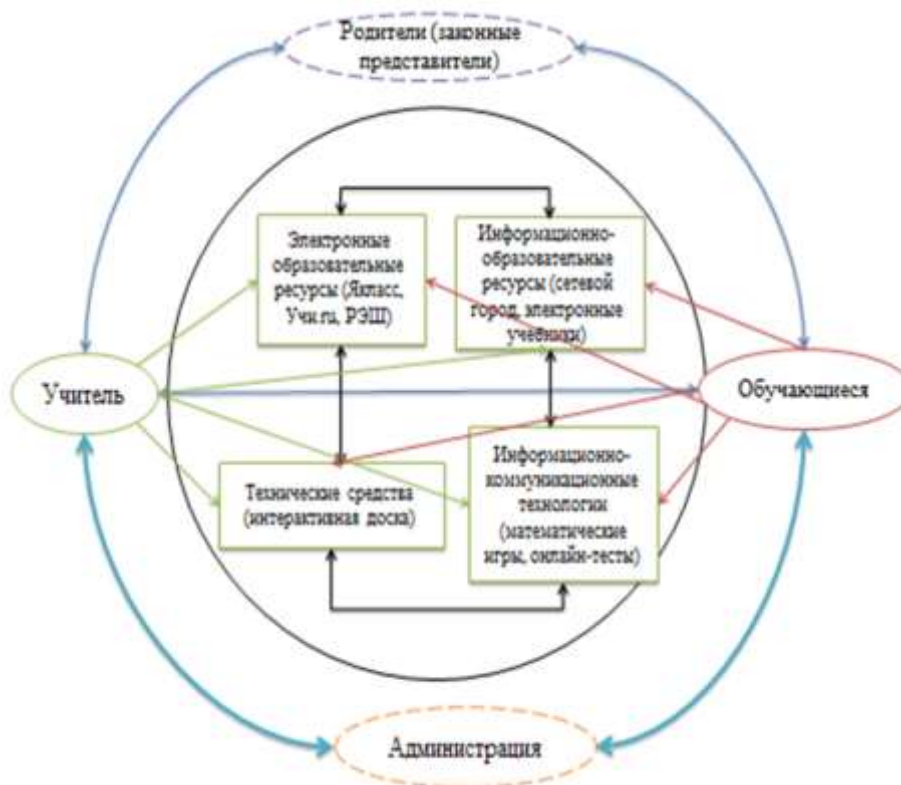 Родители (законные
представители)
Электронные
образовательные
ресурсы (Якласс,
Учи.ru, РЭШ)
Информационно-
образовательные
ресурсы (сетевой
город, электронные
учебники)
Учитель
Обучающиеся
Технические средства
(интерактивная доска)
Информационно-
коммуникационные
технологии
(математические
игры, онлайн-тесты)
Администрация